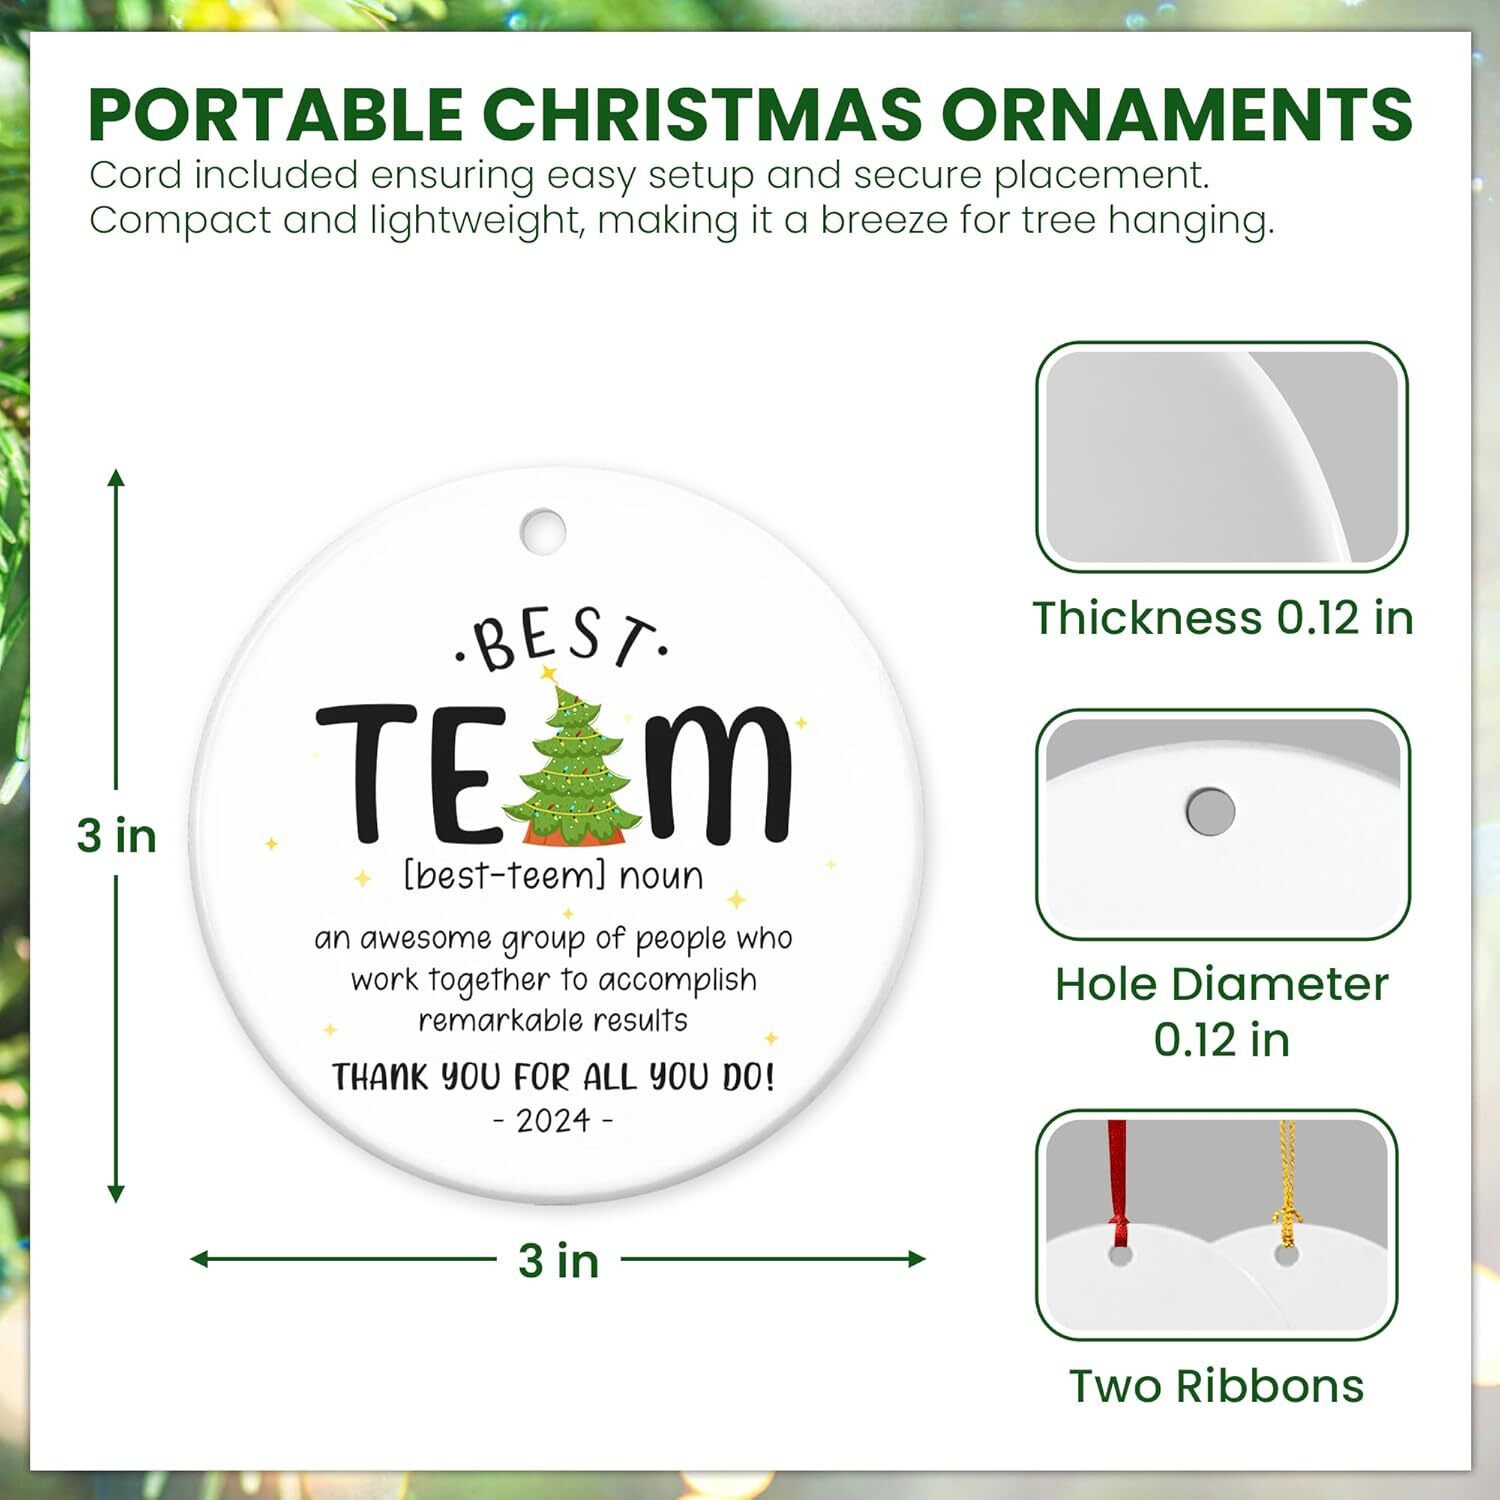 PORTABLE CHRISTMAS ORNAMENTS
Cord included ensuring easy setup and secure placement.
Compact and lightweight, making it a breeze for tree hanging.
3 in
·BEST·
TEAM
[best-teem] noun
an awesome group of people who
work together to accomplish
remarkable results
THANK YOU FOR ALL YOU DO!
- 2024 -
3 in
Thickness 0.12 in
Hole Diameter
0.12 in
Two Ribbons